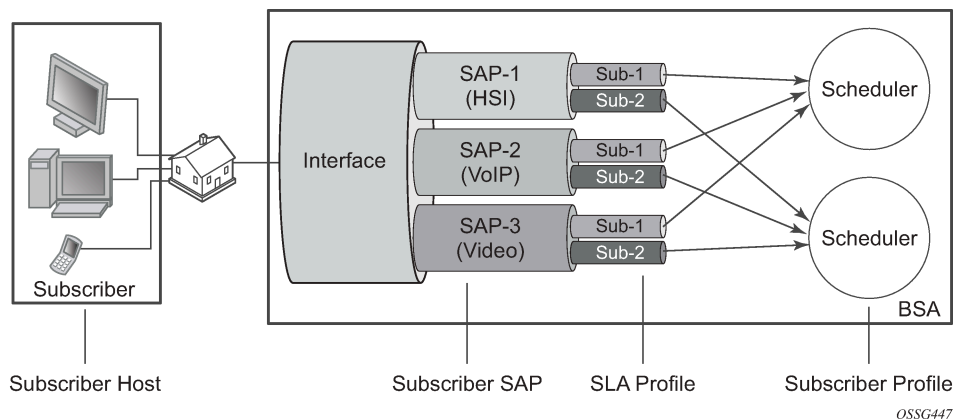 Subscriber
Interface
SAP-1
(HSI)
Sub-1
Sub-2
SAP-2
(VoIP)
Sub-1
Sub-2
SAP-3
(Video)
Sub-1
Sub-2
Scheduler
Scheduler
BSA
Subscriber Host
Subscriber SAP
SLA Profile
Subscriber Profile
OSSG447